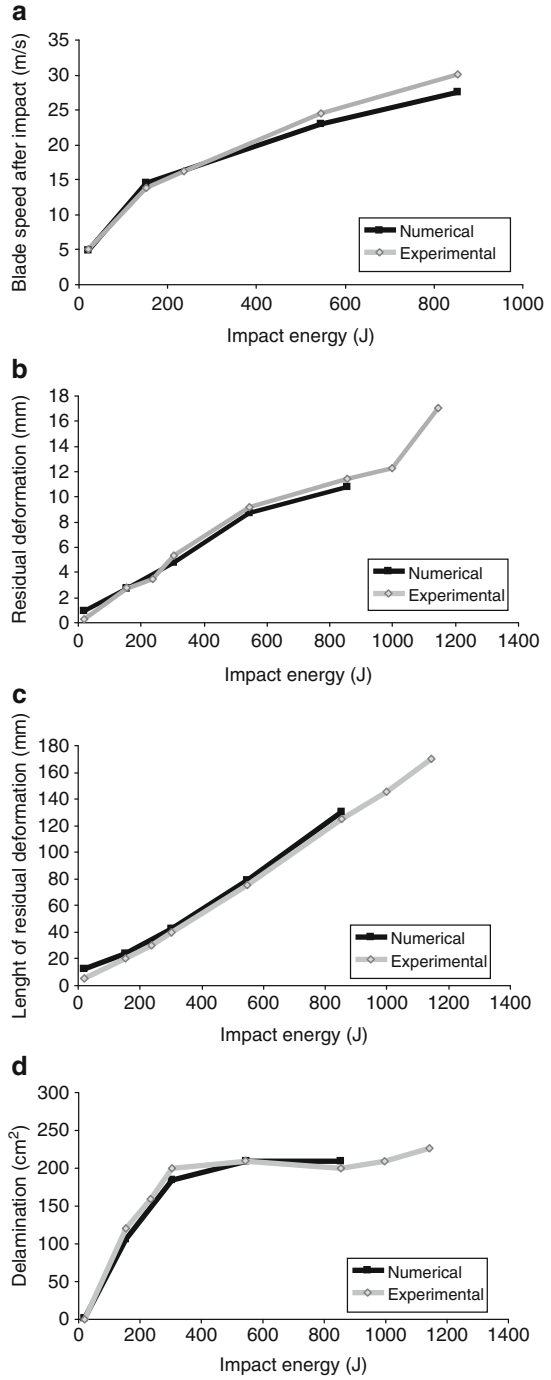 a
Blade speed after impact (m/s)
35
30
25
20
15
10
5
0
0 200 400 600 800 1000
Numerical
Experimental
Impact energy (J)
b
Residual deformation (mm)
18
16
14
12
10
8
6
4
2
0
0 200 400 600 800 1000 1200 1400
Numerical
Experimental
Impact energy (J)
c
Lenght of residual deformation (mm)
180
160
140
120
100
80
60
40
20
0
0 200 400 600 800 1000 1200 1400
Numerical
Experimental
Impact energy (J)
d
Delamination (cm²)
300
250
200
150
100
50
0
0 200 400 600 800 1000 1200 1400
Numerical
Experimental
Impact energy (J)